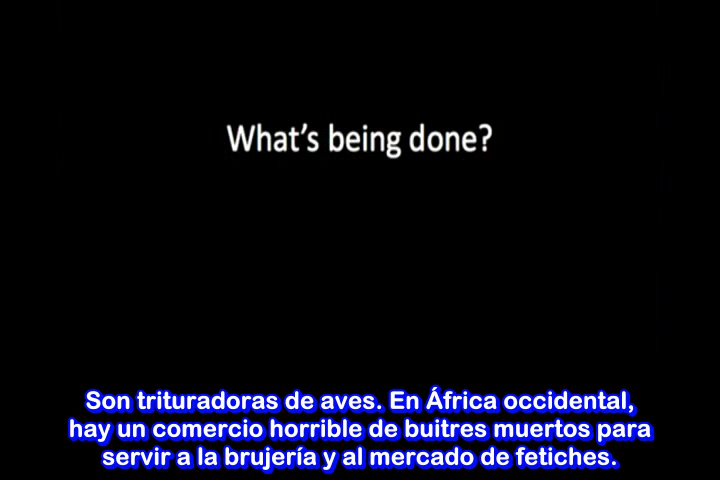 What's being done?
Son trituradoras de aves. En África occidental,
hay un comercio horrible de buitres muertos para
servir a la brujería y al mercado de fetiches.